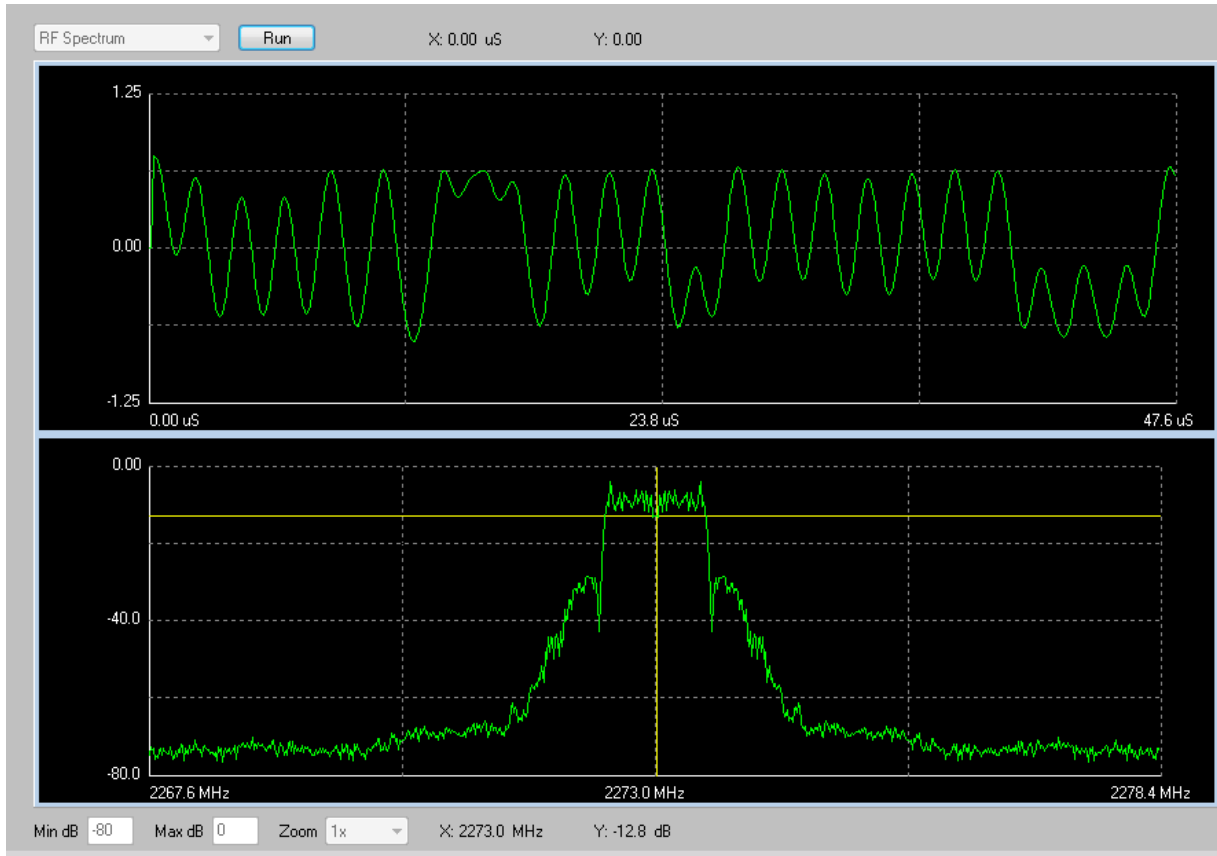 RF Spectrum Run X: 0.00 uS Y: 0.00
1.25
0.00
-1.25
0.00 uS 23.8 uS 47.6 uS
0.00
-40.0
-80.0
2267.6 MHz 2273.0 MHz 2278.4 MHz
Min dB -80 Max dB 0 Zoom 1x X: 2273.0 MHz Y: -12.8 dB